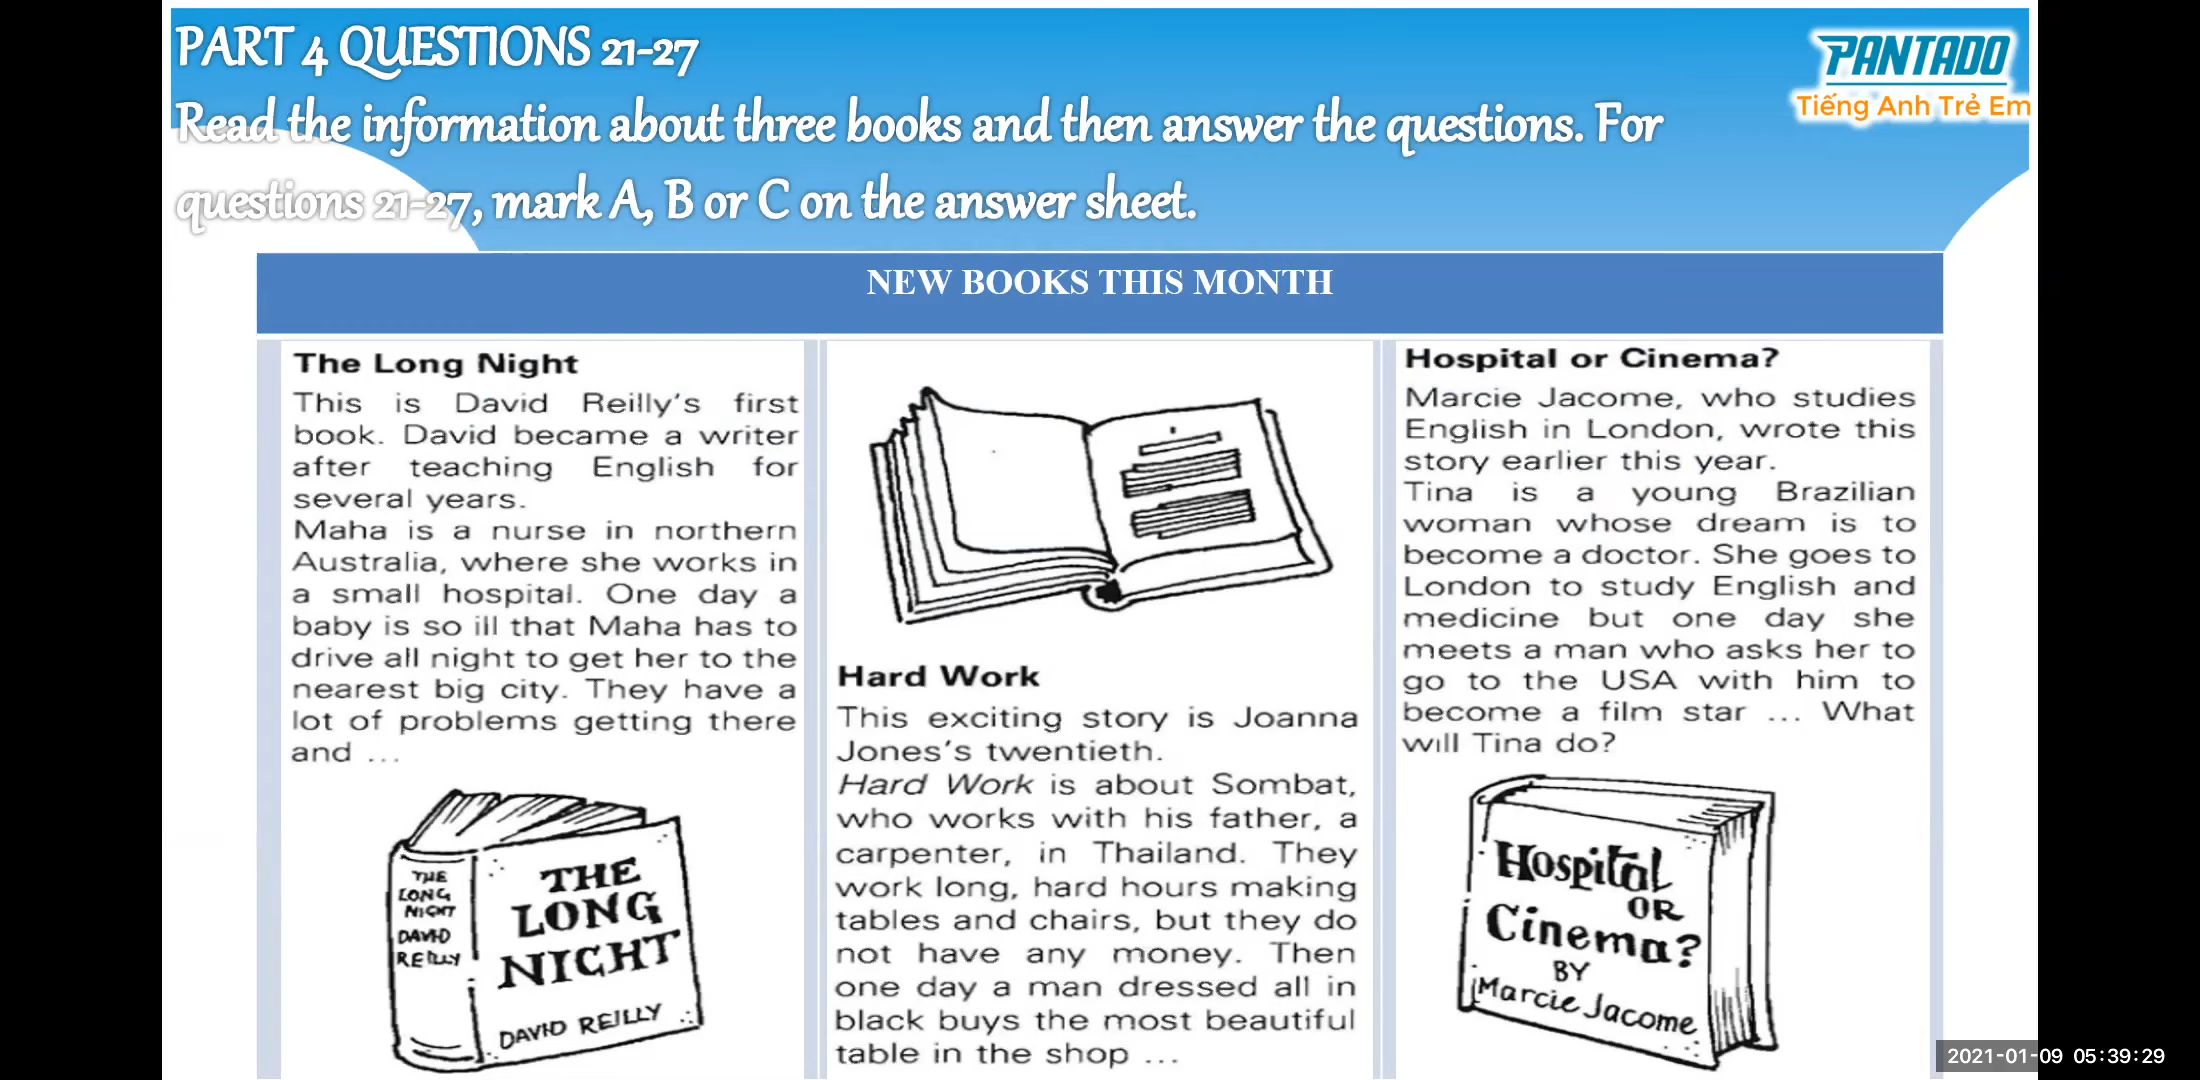 PART 4 QUESTIONS 21-27
Read the information about three books and then answer the questions. For
questions 21-27, mark A, B or C on the answer sheet.
PANTADO
Tiếng Anh Trẻ Em
NEW BOOKS THIS MONTH
The Long Night
This is David Reilly's first
book. David became a writer
after teaching English for
several years.
Maha is a nurse in northern
Australia, where she works in
a small hospital. One day a
baby is so ill that Maha has to
drive all night to get her to the
nearest big city. They have a
lot of problems getting there
and ...
THE
LONG
NIGHT
DAVID
REILLY
THE
LONG
NIGHT
DAVID REILLY
Hard Work
This exciting story is Joanna
Jones's twentieth.
Hard Work is about Sombat,
who works with his father, a
carpenter, in Thailand. They
work long, hard hours making
tables and chairs, but they do
not have any money. Then
one day a man dressed all in
black buys the most beautiful
table in the shop ...
Hospital or Cinema?
Marcie Jacome, who studies
English in London, wrote this
story earlier this year.
Tina is a young Brazilian
woman whose dream is to
become a doctor. She goes to
London to study English and
medicine but one day she
meets a man who asks her to
go to the USA with him to
become a film star ... What
will Tina do?
Hospital
OR
Cinema?
BY
Marcie Jacome
2021-01-09 05:39:29